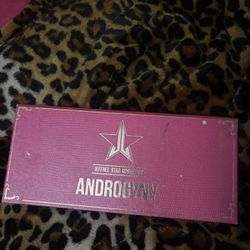 JEFFREE STAR COSMETICS
ANDROGYNY